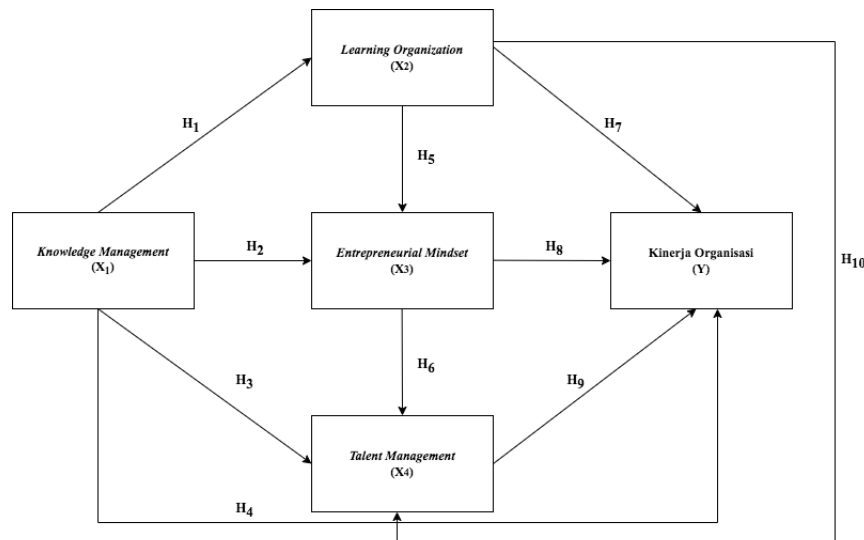 Learning Organization
(X2)
H1
H7
H5
Knowledge Management
(X1)
H2
Entrepreneurial Mindset
(X3)
H8
Kinerja Organisasi
(Y)
H10
H3
H6
H9
Talent Management
(X4)
H4